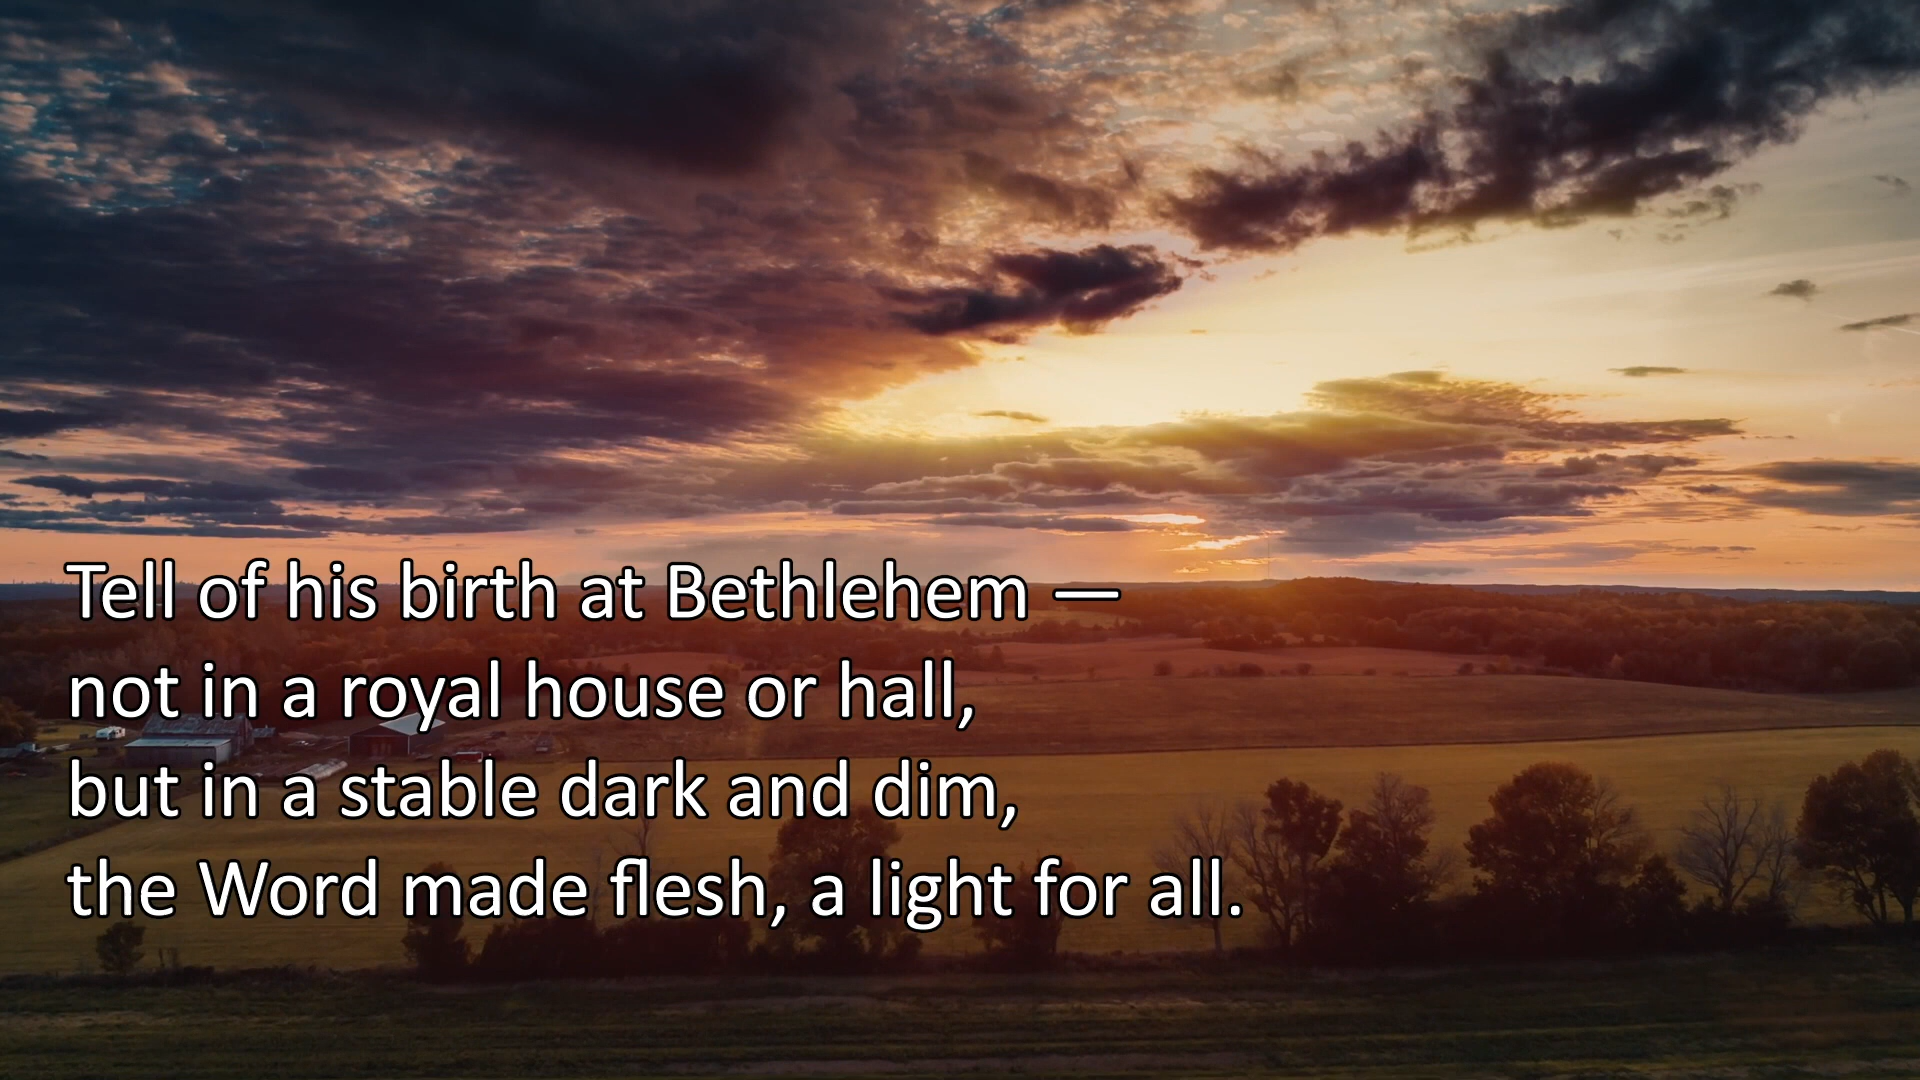 Tell of his birth at Bethlehem —
not in a royal house or hall,
but in a stable dark and dim,
the Word made flesh, a light for all.